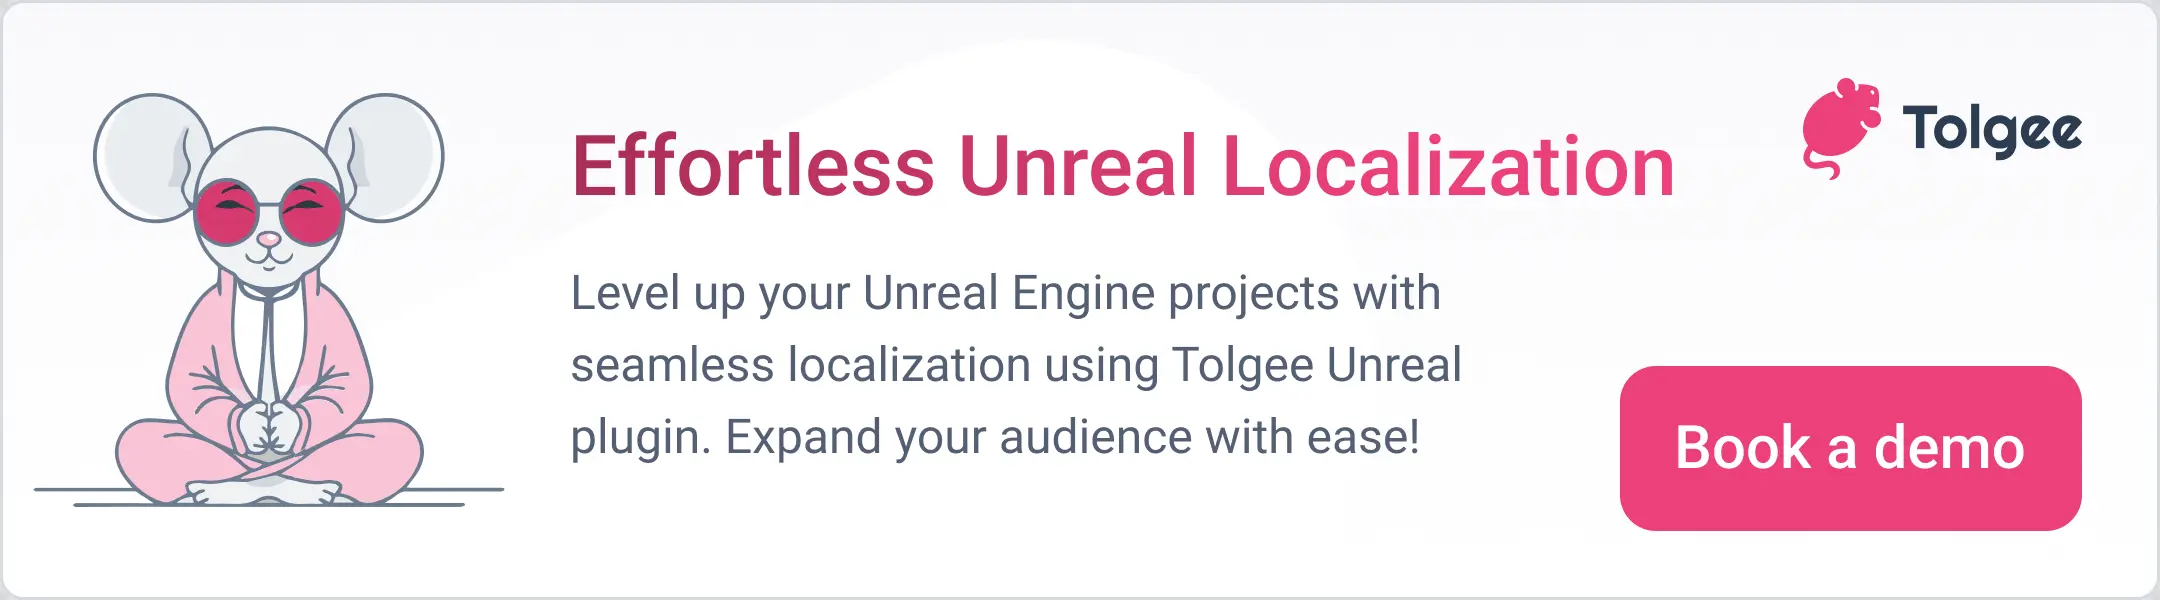 Effortless Unreal Localization
Tolgee
Level up your Unreal Engine projects with
seamless localization using Tolgee Unreal
plugin. Expand your audience with ease!
Book a demo